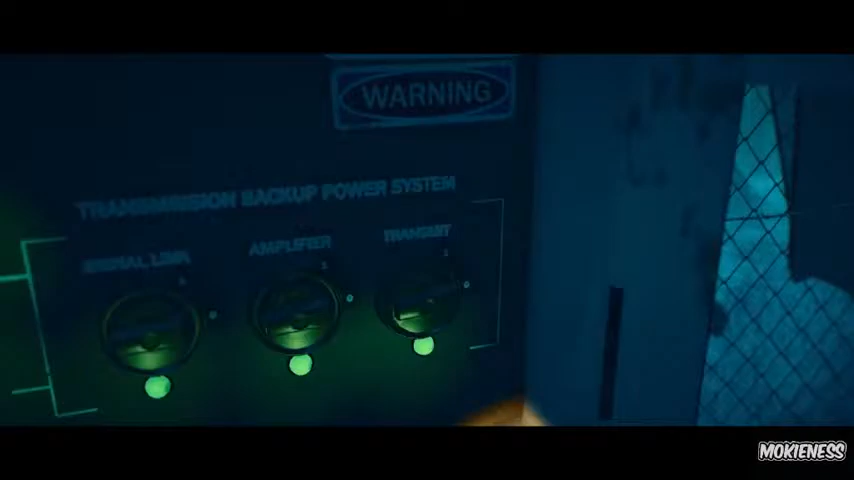 WARNING
TRANSMISSION BACKUP POWER SYSTEM
SIGNAL LINK
AMPLIFIER
TRANSMIT
MOKIENESS